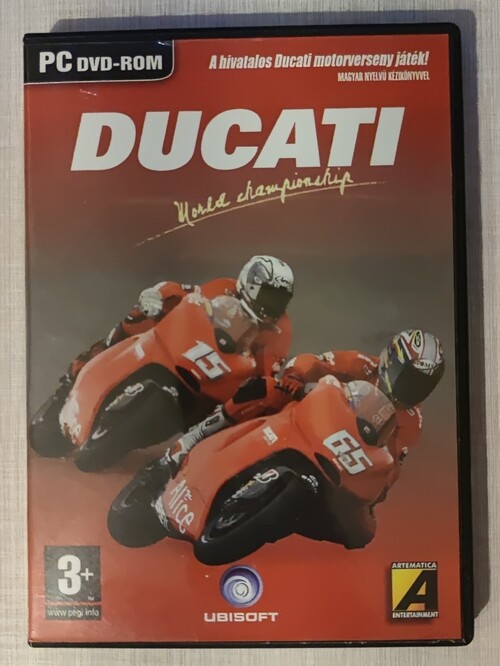 PC DVD-ROM
A hivatalos Ducati motorverseny játék!
MAGYAR NYELVŰ KÉZIKÖNYVVEL
DUCATI
World championship
15
65
Alice
3+
www.pegi.info
UBISOFT
ARTEMATICA
A
ENTERTAINMENT